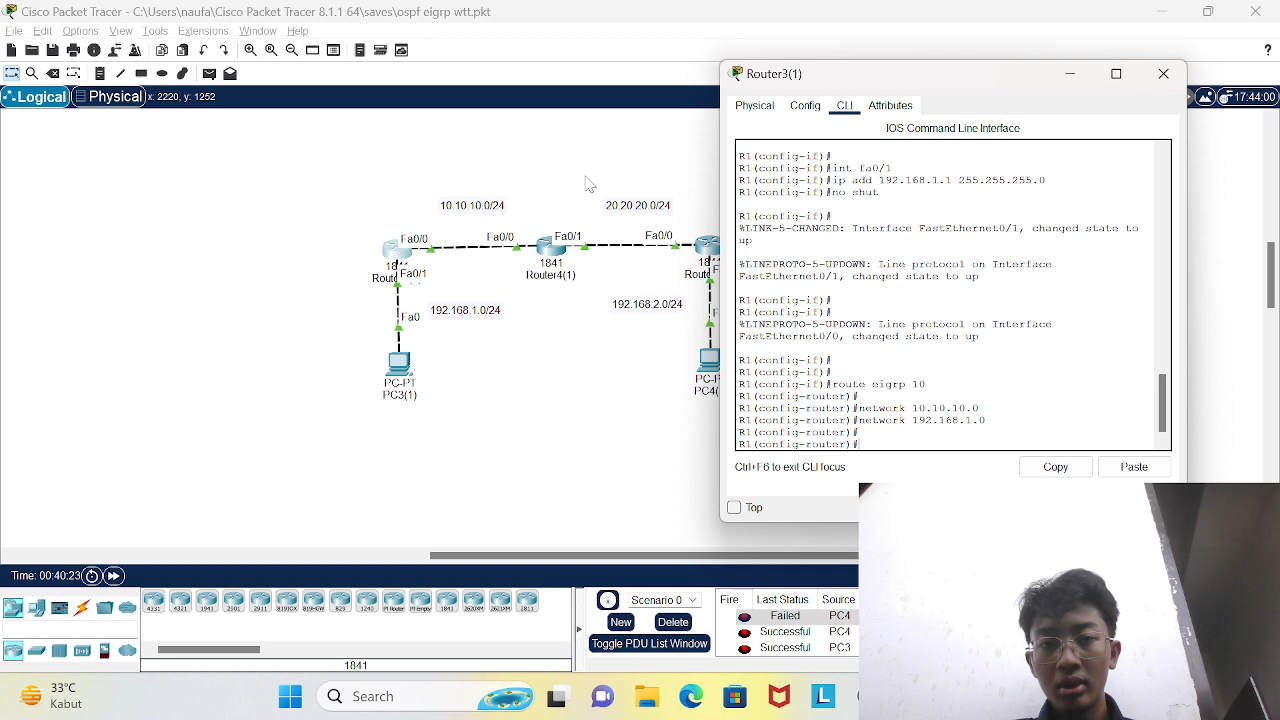 Cisco Packet Tracer - C:\Users\naufa\Cisco Packet Tracer 8.1.1 64\saves\ospf eigrp wtt.pkt
File Edit Options View Tools Extensions Window Help
?
Logical Physical x: 2220, y: 1252
17:44:00
Router3(1)
Physical Config CLI Attributes
IOS Command Line Interface
R1(config-if)#
R1(config-if)#int fa0/1
R1(config-if)#ip add 192.168.1.1 255.255.255.0
R1(config-if)#no shut
R1(config-if)#
%LINK-5-CHANGED: Interface FastEthernet0/1, changed state to
up
%LINEPROTO-5-UPDOWN: Line protocol on Interface
FastEthernet0/1, changed state to up
R1(config-if)#
R1(config-if)#
%LINEPROTO-5-UPDOWN: Line protocol on Interface
FastEthernet0/0, changed state to up
R1(config-if)#
R1(config-if)#
R1(config-if)#route eigrp 10
R1(config-router)#
R1(config-router)#network 10.10.10.0
R1(config-router)#network 192.168.1.0
R1(config-router)#
R1(config-router)#
Ctrl+F6 to exit CLI focus
Copy
Paste
Top
10.10.10.0/24
20.20.20.0/24
Fa0/0
Fa0/0
Fa0/1
Fa0/0
18
1841
18
Route
Fa0/1
Router4(1)
Route
F
192.168.1.0/24
192.168.2.0/24
Fa0
F
PC-PT
PC3(1)
PC-P
PC4(
Time: 00:40:23
4331 4321 1941 2901 2911 819IOX 819HGW 829 1240 PT Router PT Empty 1841 2620XM 2621XM 2811
1841
Scenario 0
New
Delete
Toggle PDU List Window
Fire Last Status Source
Failed PC4
Successful PC4
Successful PC3
33°C
Kabut
Search
L